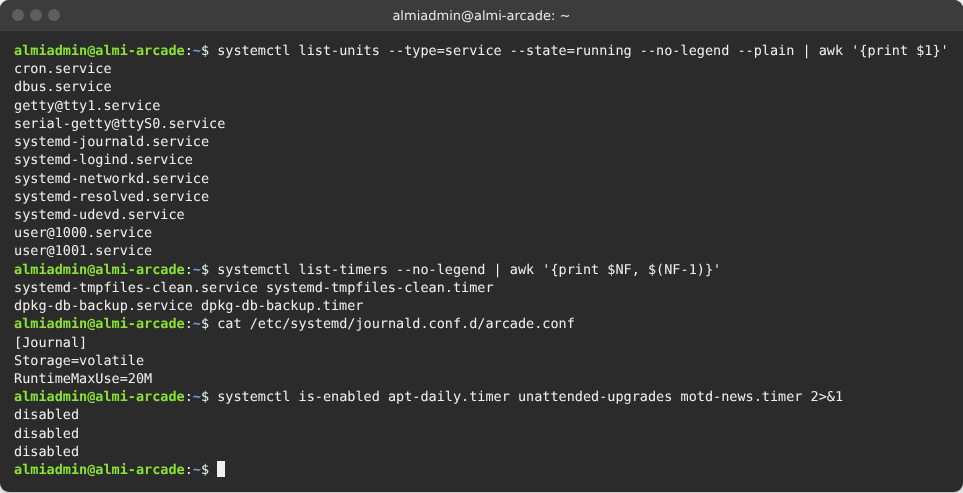 almiadmin@almi-arcade: ~
almiadmin@almi-arcade:~$ systemctl list-units --type=service --state=running --no-legend --plain | awk '{print $1}'
cron.service
dbus.service
getty@tty1.service
serial-getty@ttyS0.service
systemd-journald.service
systemd-logind.service
systemd-networkd.service
systemd-resolved.service
systemd-udevd.service
user@1000.service
user@1001.service
almiadmin@almi-arcade:~$ systemctl list-timers --no-legend | awk '{print $NF, $(NF-1)}'
systemd-tmpfiles-clean.service systemd-tmpfiles-clean.timer
dpkg-db-backup.service dpkg-db-backup.timer
almiadmin@almi-arcade:~$ cat /etc/systemd/journald.conf.d/arcade.conf
[Journal]
Storage=volatile
RuntimeMaxUse=20M
almiadmin@almi-arcade:~$ systemctl is-enabled apt-daily.timer unattended-upgrades motd-news.timer 2>&1
disabled
disabled
disabled
almiadmin@almi-arcade:~$